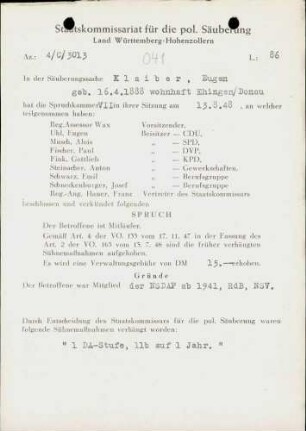 Staatskommissariat für die pol. Säuberung
Land Württemberg-Hohenzollern
Az.: 4/G/3013
041
L.: 86
In der Säuberungssache K l a i b e r , Eugen
geb. 16.4.1888 wohnhaft Ehingen/Donau
hat die Spruchkammer VII in ihrer Sitzung am 13.8.48 , an welcher
teilgenommen haben:
Reg.Assessor Wax Vorsitzender,
Uhl, Eugen Beisitzer — CDU,
Munk, Alois „ — SPD,
Fischer, Paul „ — DVP,
Fink, Gottlieb „ — KPD,
Steinacher, Anton „ — Gewerkschaften,
Schwarz, Emil „ — Berufsgruppe
Schneckenburger, Josef „ — Berufsgruppe
Reg.-Ang. Hauer, Franz Vertreter des Staatskommissars
beschlossen und verkündet folgenden
SPRUCH
Der Betroffene ist Mitläufer.
Gemäß Art. 4 der VO. 133 vom 17. 11. 47 in der Fassung des
Art. 2 der VO. 165 vom 15. 7. 48 sind die früher verhängten
Sühnemaßnahmen aufgehoben.
Es wird eine Verwaltungsgebühr von DM 15.-- erhoben.
Gründe
Der Betroffene war Mitglied der NSDAP ab 1941, RdB, NSV.
Durch Entscheidung des Staatskommissars für die pol. Säuberung waren
folgende Sühnemaßnahmen verhängt worden:
" 1 DA-Stufe, 11b auf 1 Jahr. "